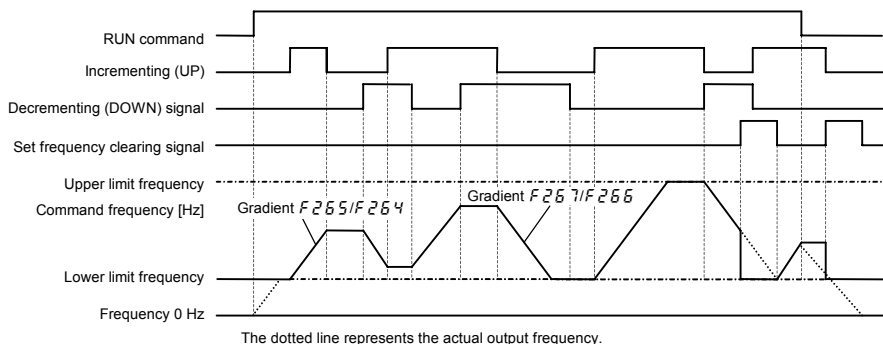 RUN command
Incrementing (UP)
Decrementing (DOWN) signal
Set frequency clearing signal
Upper limit frequency
Command frequency [Hz]
Gradient F265/F264
Gradient F267/F266
Lower limit frequency
Frequency 0 Hz
The dotted line represents the actual output frequency.